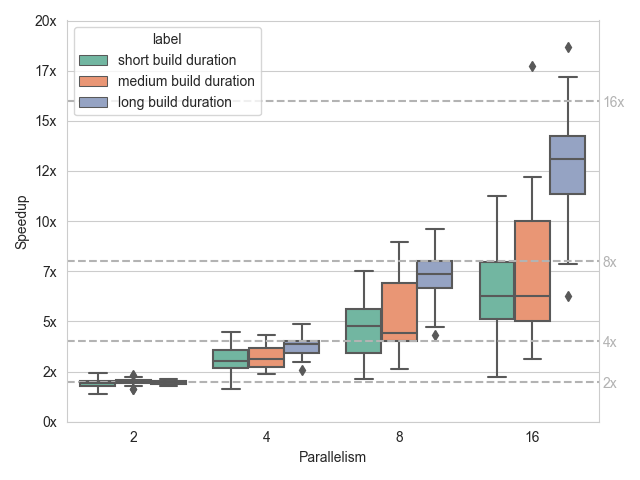 20x
17x
15x
12x
10x
7x
5x
2x
0x
Speedup
label
short build duration
medium build duration
long build duration
16x
8x
4x
2x
2
4
8
16
Parallelism